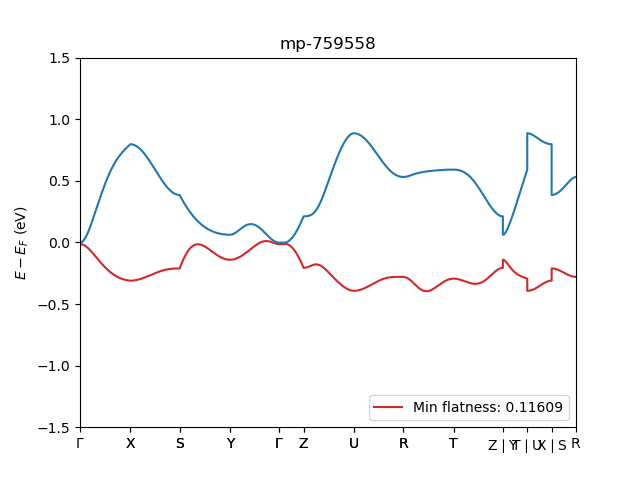 mp-759558
1.5
1.0
0.5
0.0
−0.5
−1.0
−1.5
E − E_F (eV)
Min flatness: 0.11609
Γ X S Y Γ Z U R T Z | Y T | U X | S R